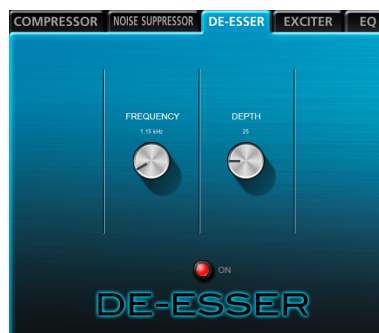 COMPRESSOR NOISE SUPPRESSOR DE-ESSER EXCITER EQ
FREQUENCY DEPTH
1.15 kHz 25
ON
DE-ESSER